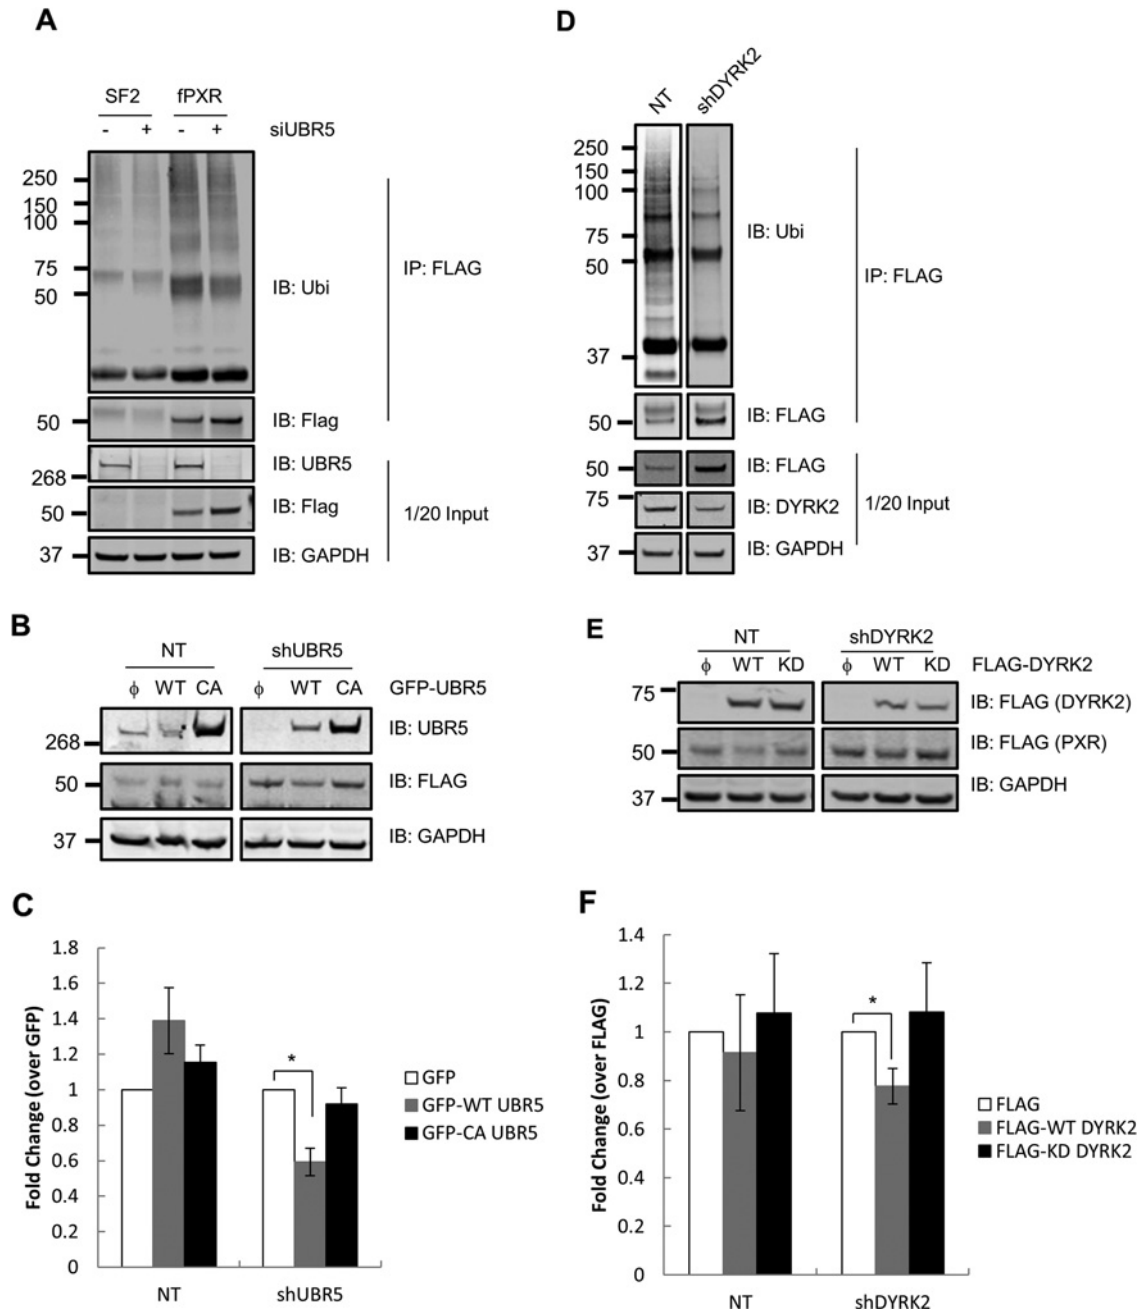 A
SF2 fPXR
- + - + siUBR5
250
150
100
75
50
IB: Ubi
IP: FLAG
50 IB: Flag
268 IB: UBR5
50 IB: Flag
1/20 Input
37 IB: GAPDH
B
NT shUBR5
ϕ WT CA ϕ WT CA GFP-UBR5
268 IB: UBR5
50 IB: FLAG
37 IB: GAPDH
C
Fold Change (over GFP)
1.8
1.6
1.4
1.2
1
0.8
0.6
0.4
0.2
0
*
NT shUBR5
GFP
GFP-WT UBR5
GFP-CA UBR5
D
NT shDYRK2
250
150
100
75
50
37
IB: Ubi
IP: FLAG
50 IB: FLAG
50 IB: FLAG
75 IB: DYRK2
1/20 Input
37 IB: GAPDH
E
NT shDYRK2
ϕ WT KD ϕ WT KD FLAG-DYRK2
75 IB: FLAG (DYRK2)
50 IB: FLAG (PXR)
37 IB: GAPDH
F
Fold Change (over FLAG)
1.4
1.2
1
0.8
0.6
0.4
0.2
0
*
NT shDYRK2
FLAG
FLAG-WT DYRK2
FLAG-KD DYRK2